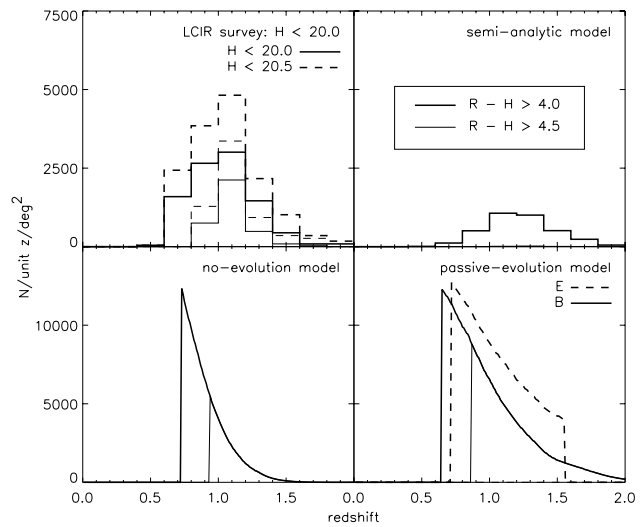 LCIR survey: H < 20.0
H < 20.0
H < 20.5
semi-analytic model
R - H > 4.0
R - H > 4.5
7500
5000
2500
0
N/unit z/deg2
no-evolution model
passive-evolution model
E
B
10000
5000
0
0.0 0.5 1.0 1.5 0.0 0.5 1.0 1.5 2.0
redshift